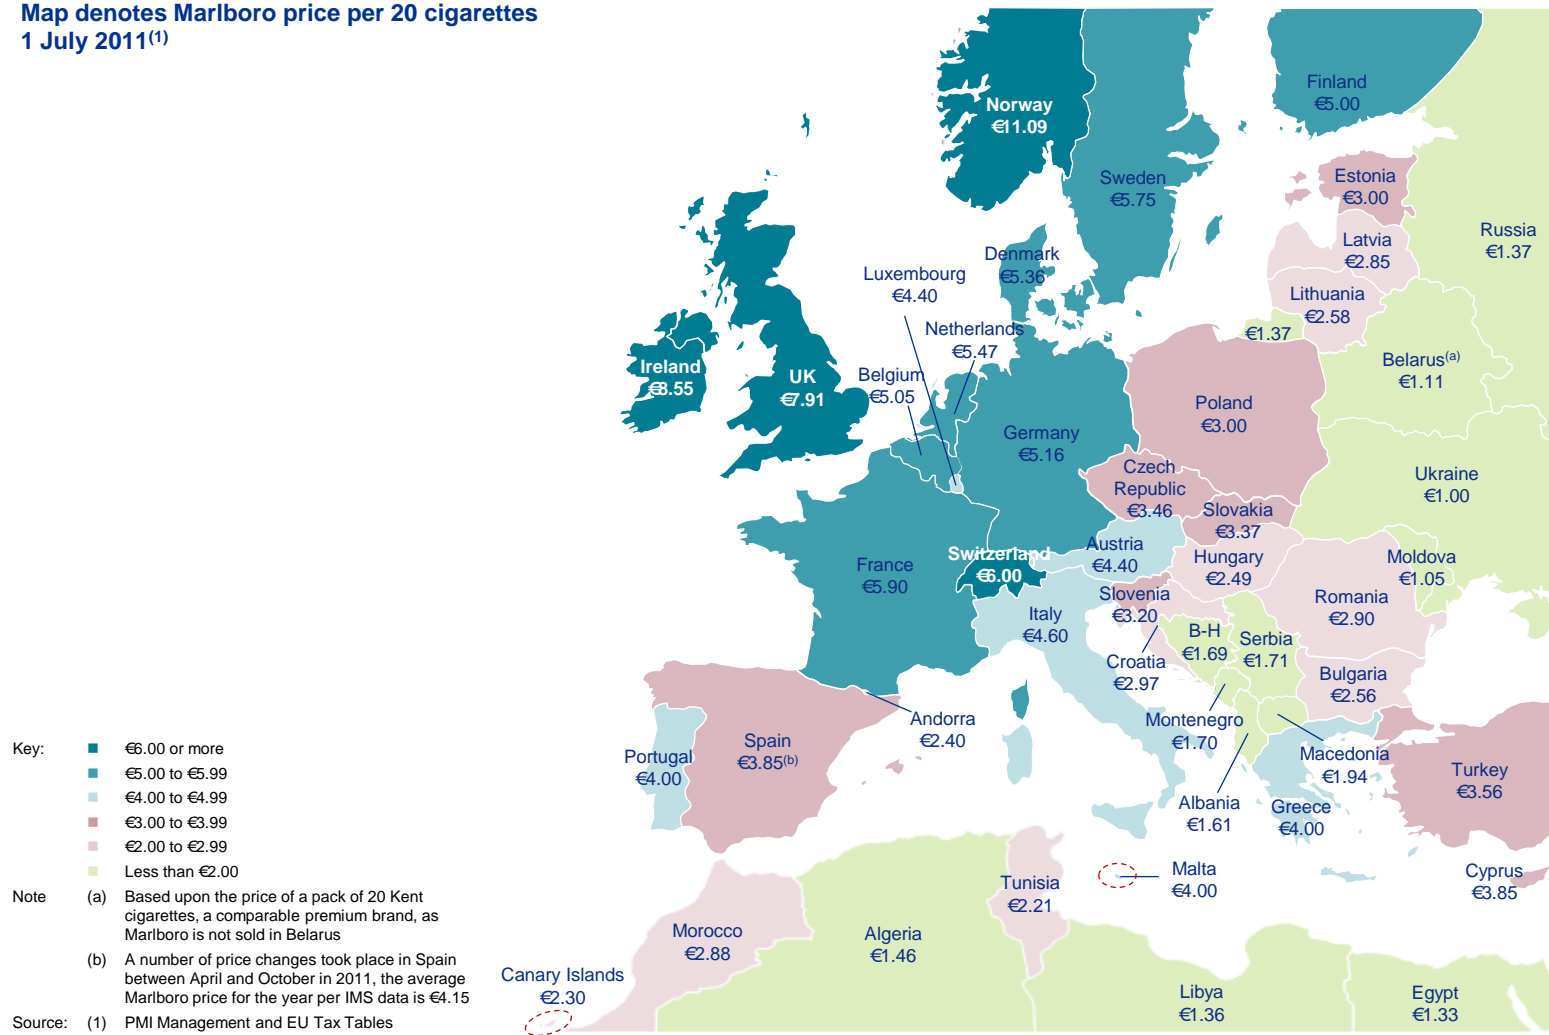 Map denotes Marlboro price per 20 cigarettes
1 July 2011(1)
Norway
€11.09
Finland
€5.00
Sweden
€5.75
Estonia
€3.00
Russia
€1.37
Latvia
€2.85
Denmark
€5.36
Luxembourg
€4.40
Lithuania
€2.58
Netherlands
€5.47
€1.37
Belarus(a)
€1.11
Ireland
€8.55
UK
€7.91
Belgium
€5.05
Poland
€3.00
Germany
€5.16
Czech
Republic
€3.46
Ukraine
€1.00
Slovakia
€3.37
Switzerland
€6.00
Austria
€4.40
Hungary
€2.49
Moldova
€1.05
France
€5.90
Slovenia
€3.20
Romania
€2.90
Italy
€4.60
B-H
€1.69
Serbia
€1.71
Croatia
€2.97
Bulgaria
€2.56
Andorra
€2.40
Montenegro
€1.70
Spain
€3.85(b)
Portugal
€4.00
Macedonia
€1.94
Turkey
€3.56
Albania
€1.61
Greece
€4.00
Malta
€4.00
Cyprus
€3.85
Tunisia
€2.21
Morocco
€2.88
Algeria
€1.46
Canary Islands
€2.30
Libya
€1.36
Egypt
€1.33
Key:
€6.00 or more
€5.00 to €5.99
€4.00 to €4.99
€3.00 to €3.99
€2.00 to €2.99
Less than €2.00
Note (a) Based upon the price of a pack of 20 Kent
cigarettes, a comparable premium brand, as
Marlboro is not sold in Belarus
(b) A number of price changes took place in Spain
between April and October in 2011, the average
Marlboro price for the year per IMS data is €4.15
Source: (1) PMI Management and EU Tax Tables